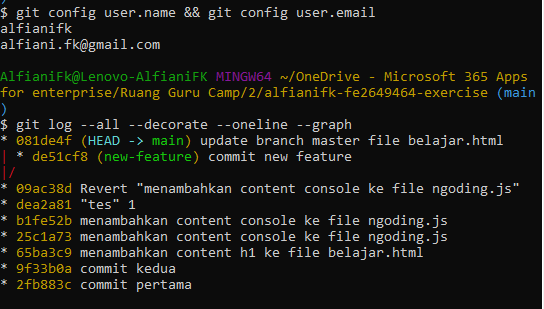 $ git config user.name && git config user.email
alfianifk
alfiani.fk@gmail.com
AlfianiFk@Lenovo-AlfianiFK MINGW64 ~/OneDrive - Microsoft 365 Apps
for enterprise/Ruang Guru Camp/2/alfianifk-fe2649464-exercise (main
)
$ git log --all --decorate --oneline --graph
* 081de4f (HEAD -> main) update branch master file belajar.html
| * de51cf8 (new-feature) commit new feature
|/
* 09ac38d Revert "menambahkan content console ke file ngoding.js"
* dea2a81 "tes" 1
* b1fe52b menambahkan content console ke file ngoding.js
* 25c1a73 menambahkan content console ke file ngoding.js
* 65ba3c9 menambahkan content h1 ke file belajar.html
* 9f33b0a commit kedua
* 2fb883c commit pertama